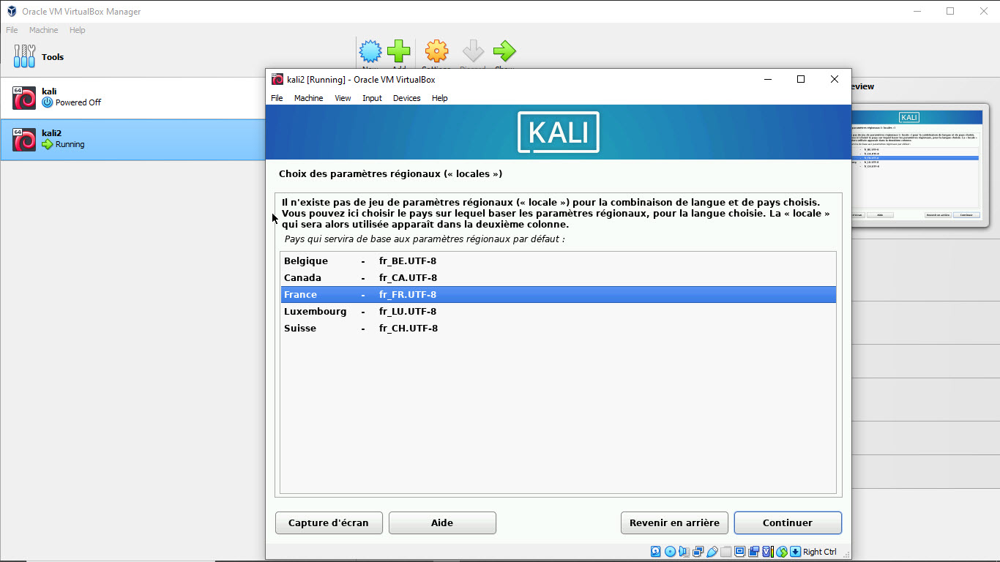 Oracle VM VirtualBox Manager
File Machine Help
Tools
kali
Powered Off
kali2
Running
kali2 [Running] - Oracle VM VirtualBox
File Machine View Input Devices Help
KALI
Choix des paramètres régionaux (« locales »)
Il n'existe pas de jeu de paramètres régionaux (« locale ») pour la combinaison de langue et de pays choisis.
Vous pouvez ici choisir le pays sur lequel baser les paramètres régionaux, pour la langue choisie. La « locale »
qui sera alors utilisée apparaît dans la deuxième colonne.
Pays qui servira de base aux paramètres régionaux par défaut :
Belgique - fr_BE.UTF-8
Canada - fr_CA.UTF-8
France - fr_FR.UTF-8
Luxembourg - fr_LU.UTF-8
Suisse - fr_CH.UTF-8
Capture d'écran
Aide
Revenir en arrière
Continuer
Right Ctrl
64
64
KALI